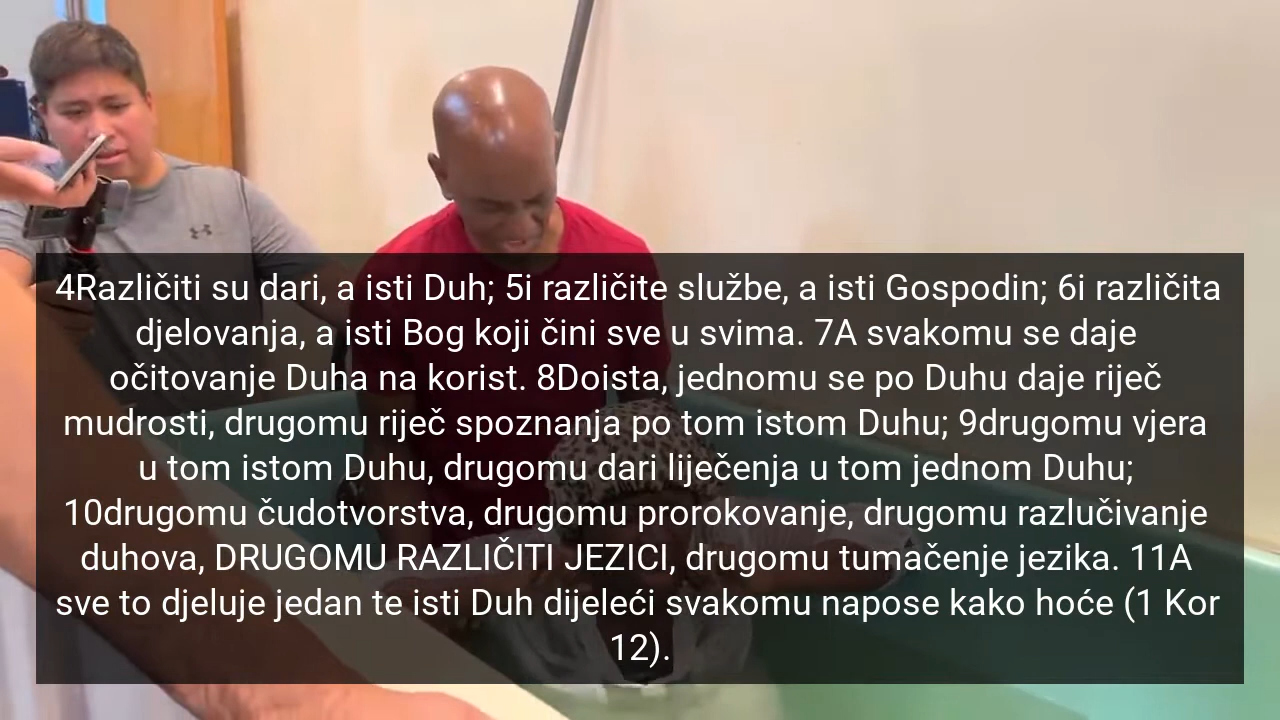 4Različiti su dari, a isti Duh; 5i različite službe, a isti Gospodin; 6i različita
djelovanja, a isti Bog koji čini sve u svima. 7A svakomu se daje
očitovanje Duha na korist. 8Doista, jednomu se po Duhu daje riječ
mudrosti, drugomu riječ spoznanja po tom istom Duhu; 9drugomu vjera
u tom istom Duhu, drugomu dari liječenja u tom jednom Duhu;
10drugomu čudotvorstva, drugomu prorokovanje, drugomu razlučivanje
duhova, DRUGOMU RAZLIČITI JEZICI, drugomu tumačenje jezika. 11A
sve to djeluje jedan te isti Duh dijeleći svakomu napose kako hoće (1 Kor
12).